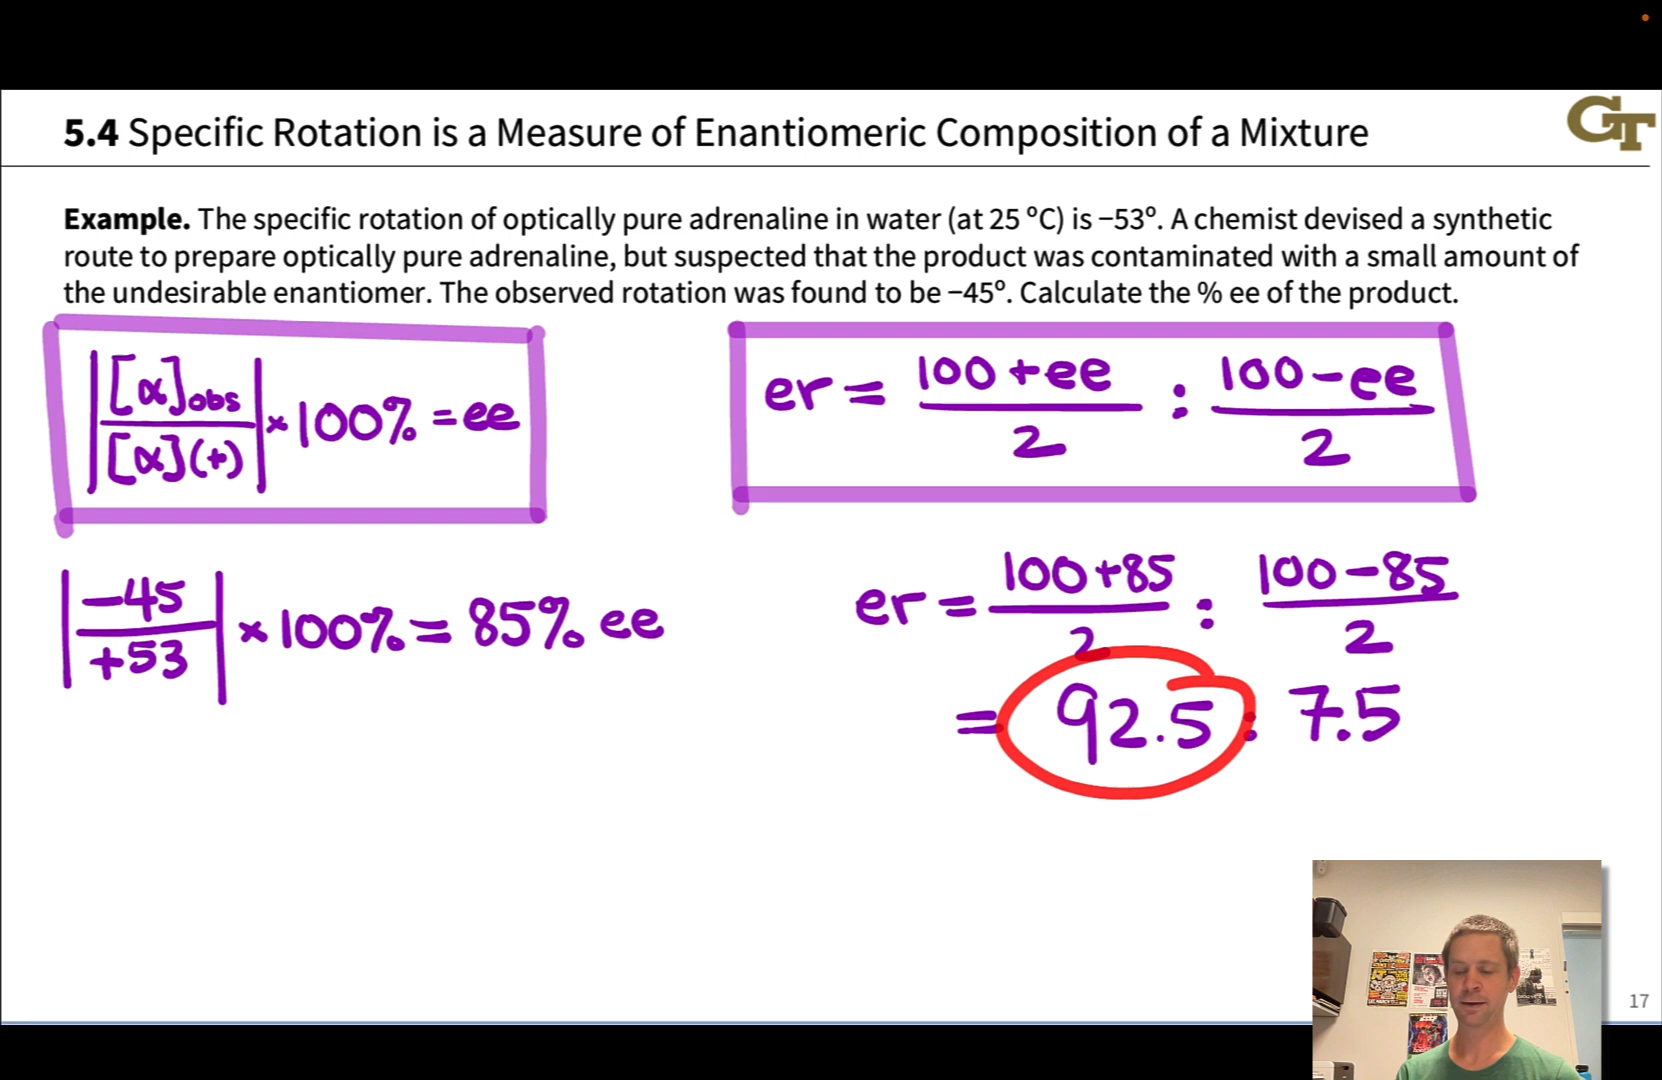 5.4 Specific Rotation is a Measure of Enantiomeric Composition of a Mixture
GT
Example. The specific rotation of optically pure adrenaline in water (at 25 ºC) is −53º. A chemist devised a synthetic
route to prepare optically pure adrenaline, but suspected that the product was contaminated with a small amount of
the undesirable enantiomer. The observed rotation was found to be −45º. Calculate the % ee of the product.
|[α]obs / [α](+)| × 100% = ee
er = 100 + ee / 2 : 100 − ee / 2
|−45 / +53| × 100% = 85% ee
er = 100+85 / 2 : 100−85 / 2
= 92.5 : 7.5
17